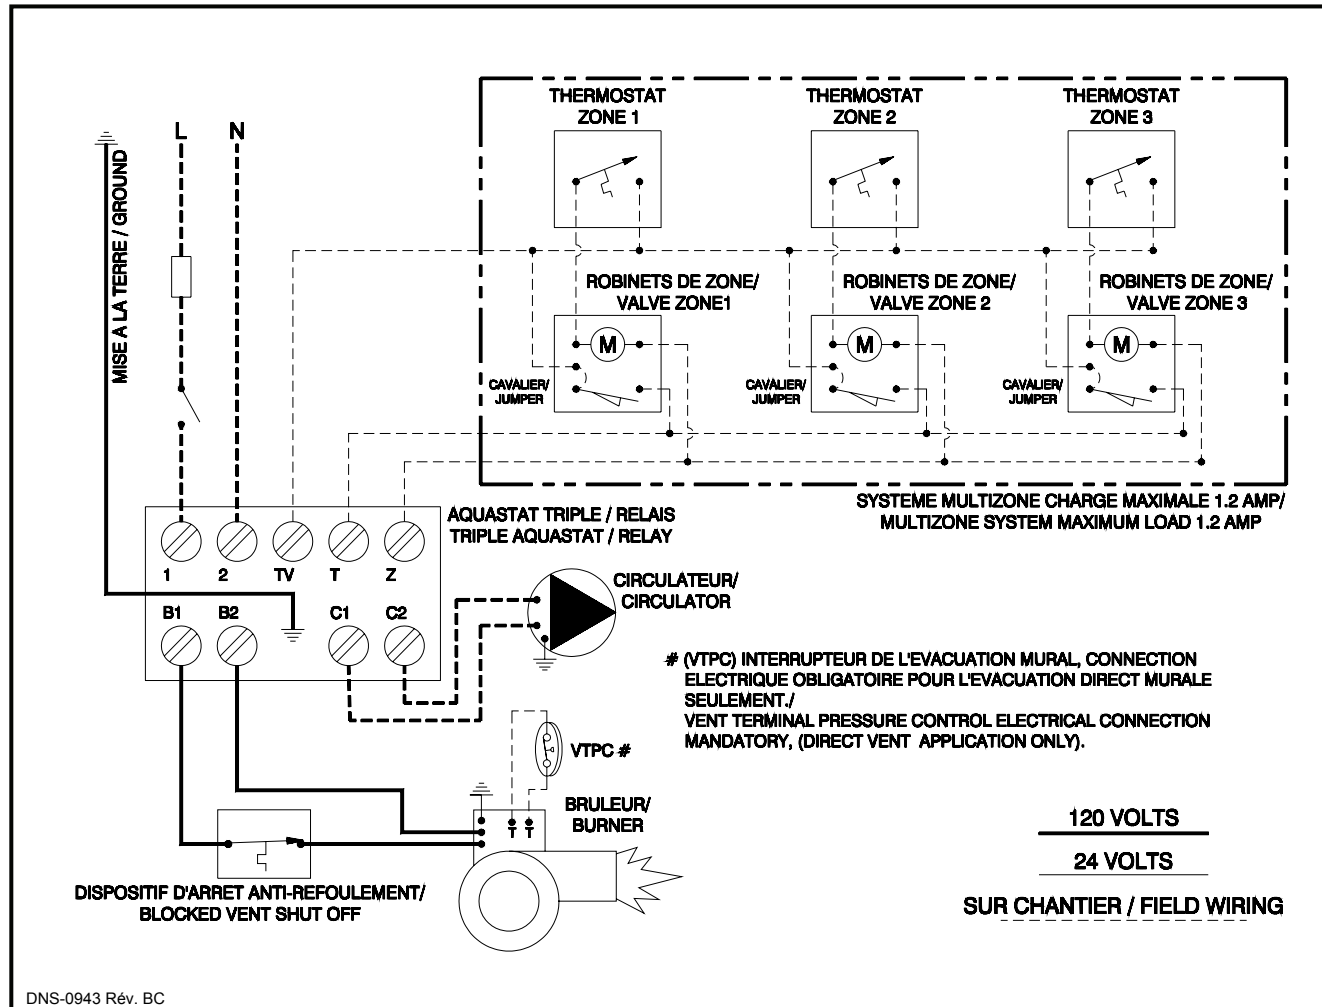 THERMOSTAT
ZONE 1
THERMOSTAT
ZONE 2
THERMOSTAT
ZONE 3
L
N
MISE A LA TERRE / GROUND
ROBINETS DE ZONE/
VALVE ZONE1
ROBINETS DE ZONE/
VALVE ZONE 2
ROBINETS DE ZONE/
VALVE ZONE 3
M
M
M
CAVALIER/
JUMPER
CAVALIER/
JUMPER
CAVALIER/
JUMPER
SYSTEME MULTIZONE CHARGE MAXIMALE 1.2 AMP/
MULTIZONE SYSTEM MAXIMUM LOAD 1.2 AMP
AQUASTAT TRIPLE / RELAIS
TRIPLE AQUASTAT / RELAY
1
2
TV
T
Z
B1
B2
C1
C2
CIRCULATEUR/
CIRCULATOR
# (VTPC) INTERRUPTEUR DE L'EVACUATION MURAL, CONNECTION
ELECTRIQUE OBLIGATOIRE POUR L'EVACUATION DIRECT MURALE
SEULEMENT./
VENT TERMINAL PRESSURE CONTROL ELECTRICAL CONNECTION
MANDATORY, (DIRECT VENT APPLICATION ONLY).
VTPC #
BRULEUR/
BURNER
T T
DISPOSITIF D'ARRET ANTI-REFOULEMENT/
BLOCKED VENT SHUT OFF
120 VOLTS
24 VOLTS
SUR CHANTIER / FIELD WIRING
DNS-0943 Rév. BC